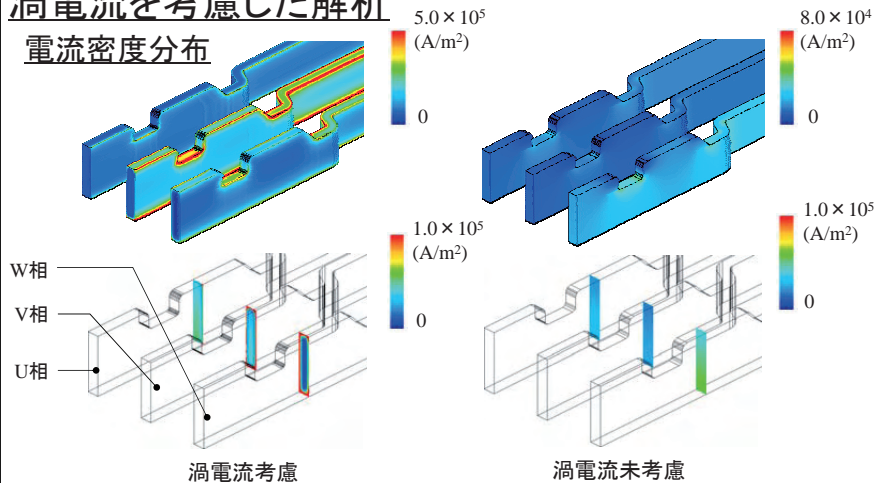 渦電流を考慮した解析
電流密度分布
5.0×10⁵
(A/m²)
0
8.0×10⁴
(A/m²)
0
1.0×10⁵
(A/m²)
0
1.0×10⁵
(A/m²)
0
W相
V相
U相
渦電流考慮
渦電流未考慮